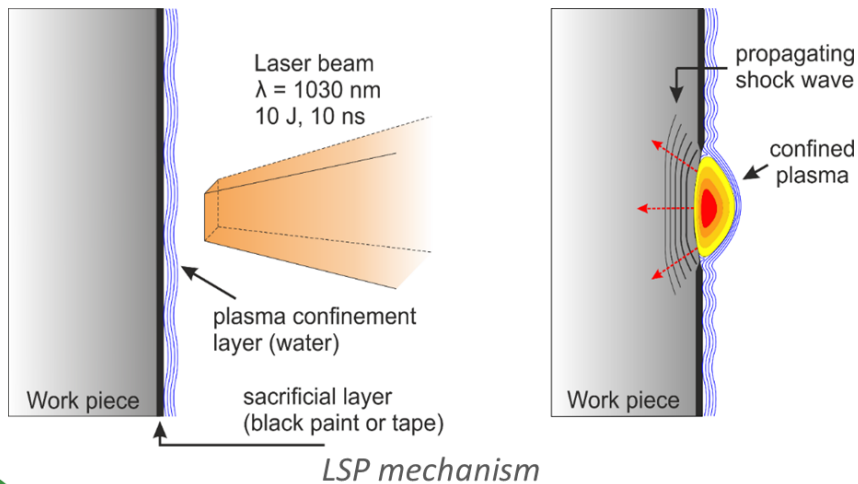 Laser beam
λ = 1030 nm
10 J, 10 ns
plasma confinement
layer (water)
sacrificial layer
(black paint or tape)
Work piece
propagating
shock wave
confined
plasma
Work piece
LSP mechanism